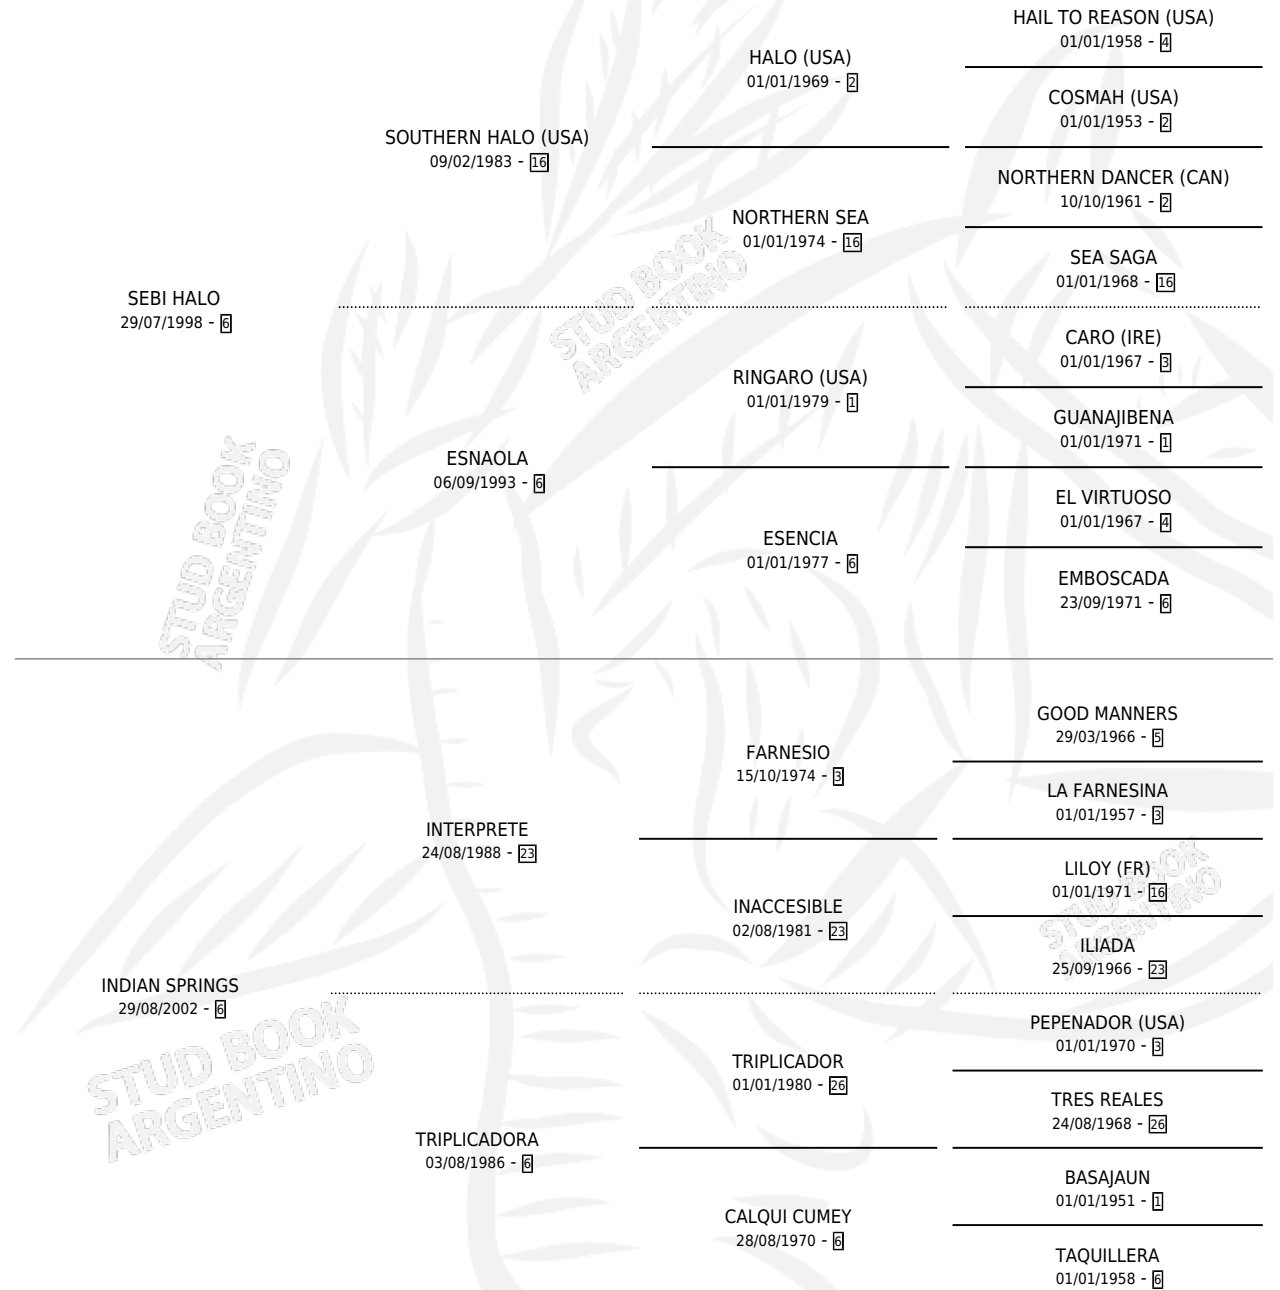 HAIL TO REASON (USA)
01/01/1958 - 4
HALO (USA)
01/01/1969 - 2
COSMAH (USA)
01/01/1953 - 2
SOUTHERN HALO (USA)
09/02/1983 - 16
NORTHERN DANCER (CAN)
10/10/1961 - 2
NORTHERN SEA
01/01/1974 - 16
SEA SAGA
01/01/1968 - 16
STUD BOOK
ARGENTINO
SEBI HALO
29/07/1998 - 6
CARO (IRE)
01/01/1967 - 3
RINGARO (USA)
01/01/1979 - 1
GUANAJIBENA
01/01/1971 - 1
ESNAOLA
06/09/1993 - 6
EL VIRTUOSO
01/01/1967 - 4
ESENCIA
01/01/1977 - 6
EMBOSCADA
23/09/1971 - 6
STUD BOOK
ARGENTINO
GOOD MANNERS
29/03/1966 - 5
FARNESIO
15/10/1974 - 3
LA FARNESINA
01/01/1957 - 3
INTERPRETE
24/08/1988 - 23
LILOY (FR)
01/01/1971 - 16
INACCESIBLE
02/08/1981 - 23
ILIADA
25/09/1966 - 23
STUD BOOK
ARGENTINO
INDIAN SPRINGS
29/08/2002 - 6
PEPENADOR (USA)
01/01/1970 - 3
TRIPLICADOR
01/01/1980 - 26
TRES REALES
24/08/1968 - 26
STUD BOOK
ARGENTINO
TRIPLICADORA
03/08/1986 - 6
BASAJAUN
01/01/1951 - 1
CALQUI CUMEY
28/08/1970 - 6
TAQUILLERA
01/01/1958 - 6